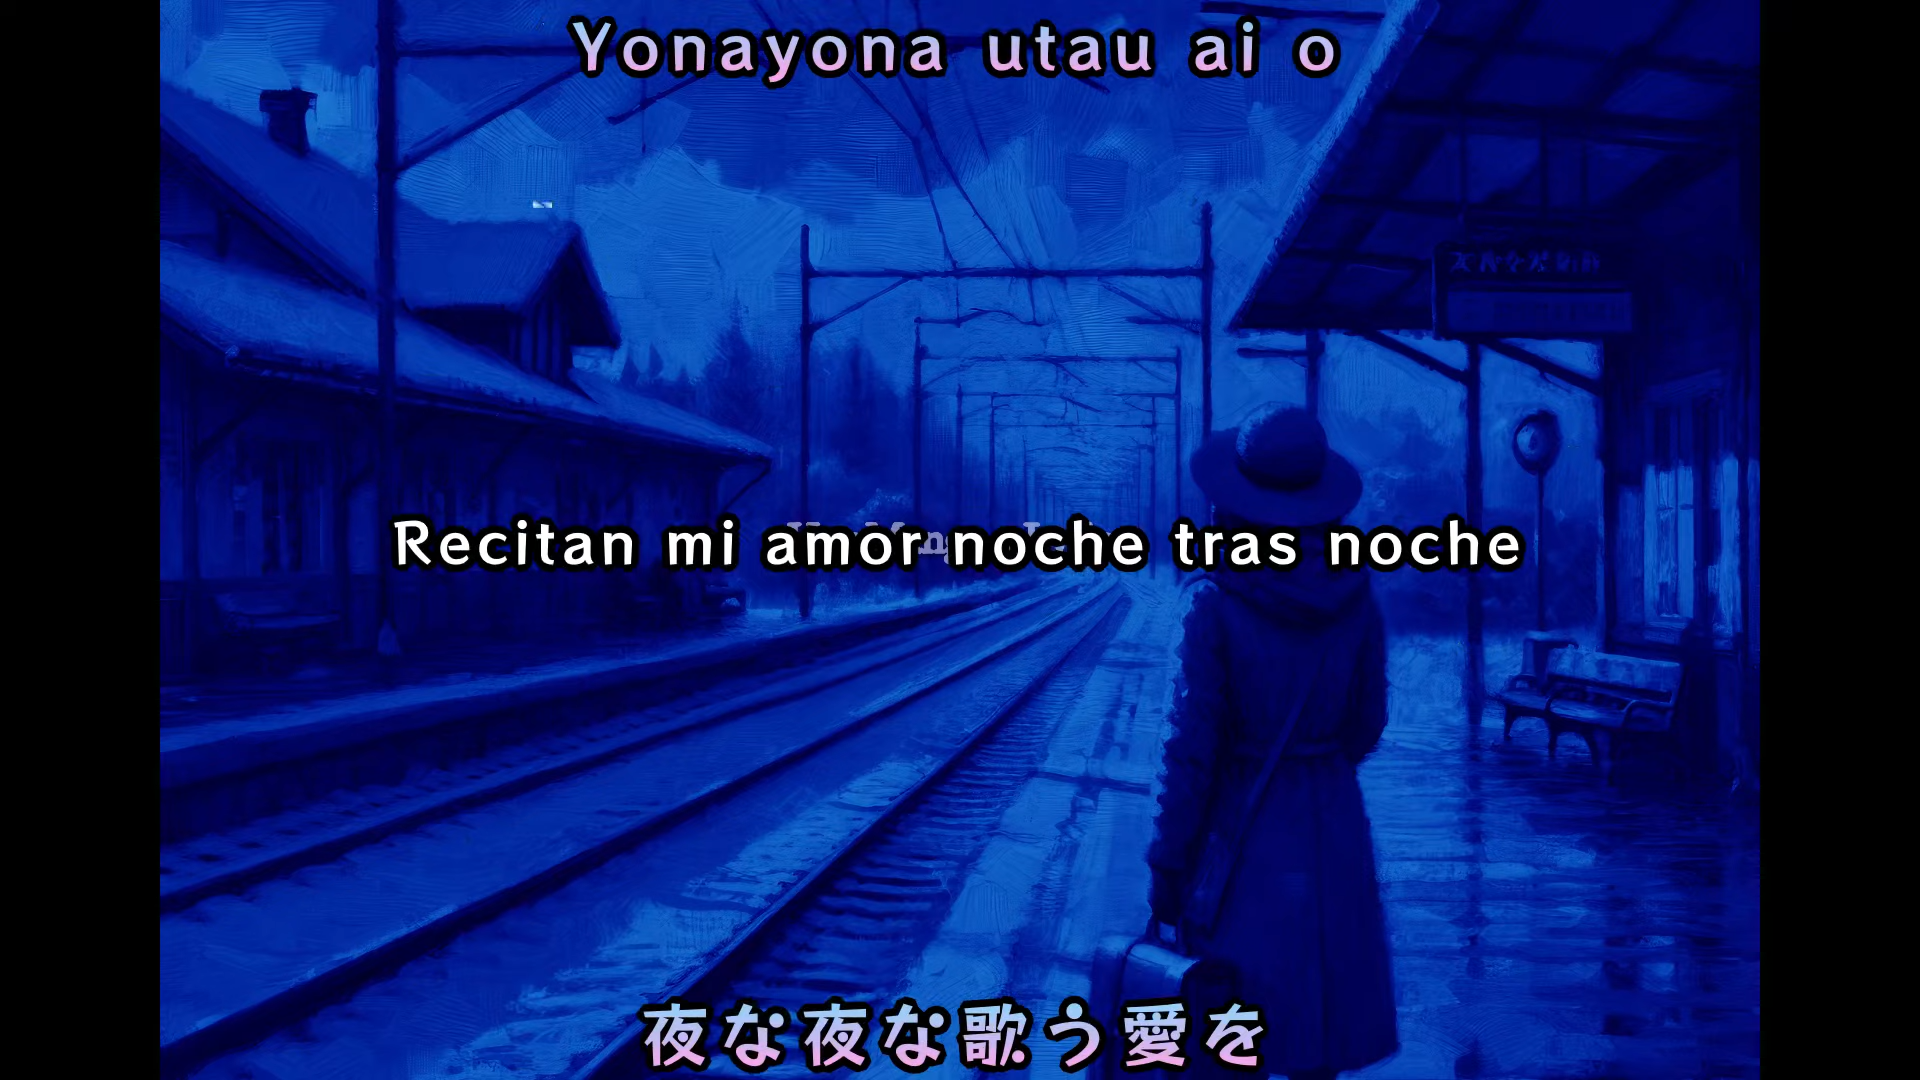 Yonayona utau ai o
Recitan mi amor noche tras noche
夜な夜な歌う愛を